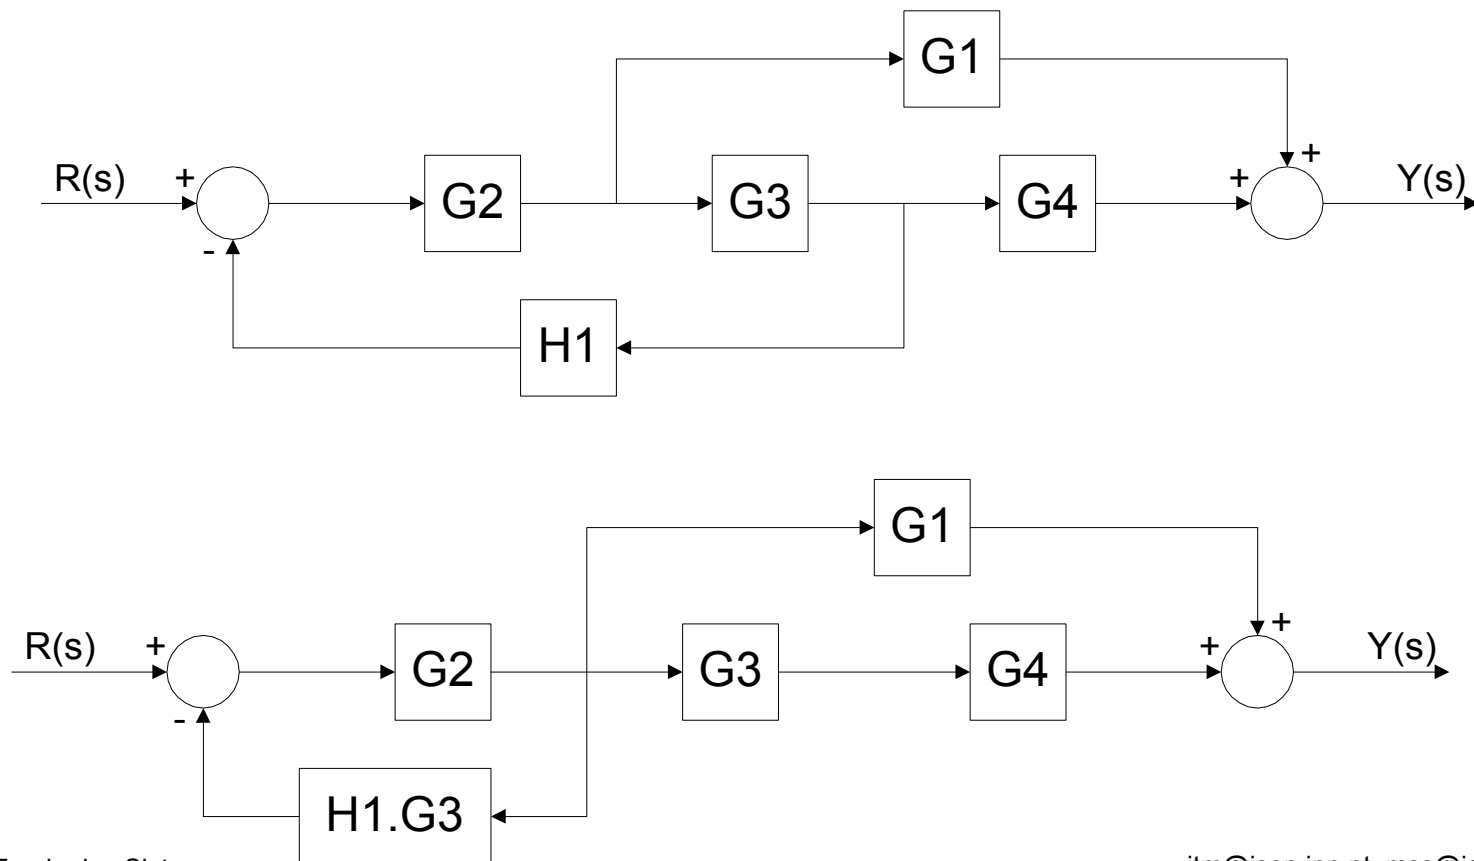 G1
R(s) + G2 G3 G4 + + Y(s)
-
H1
G1
R(s) + G2 G3 G4 + + Y(s)
-
H1.G3